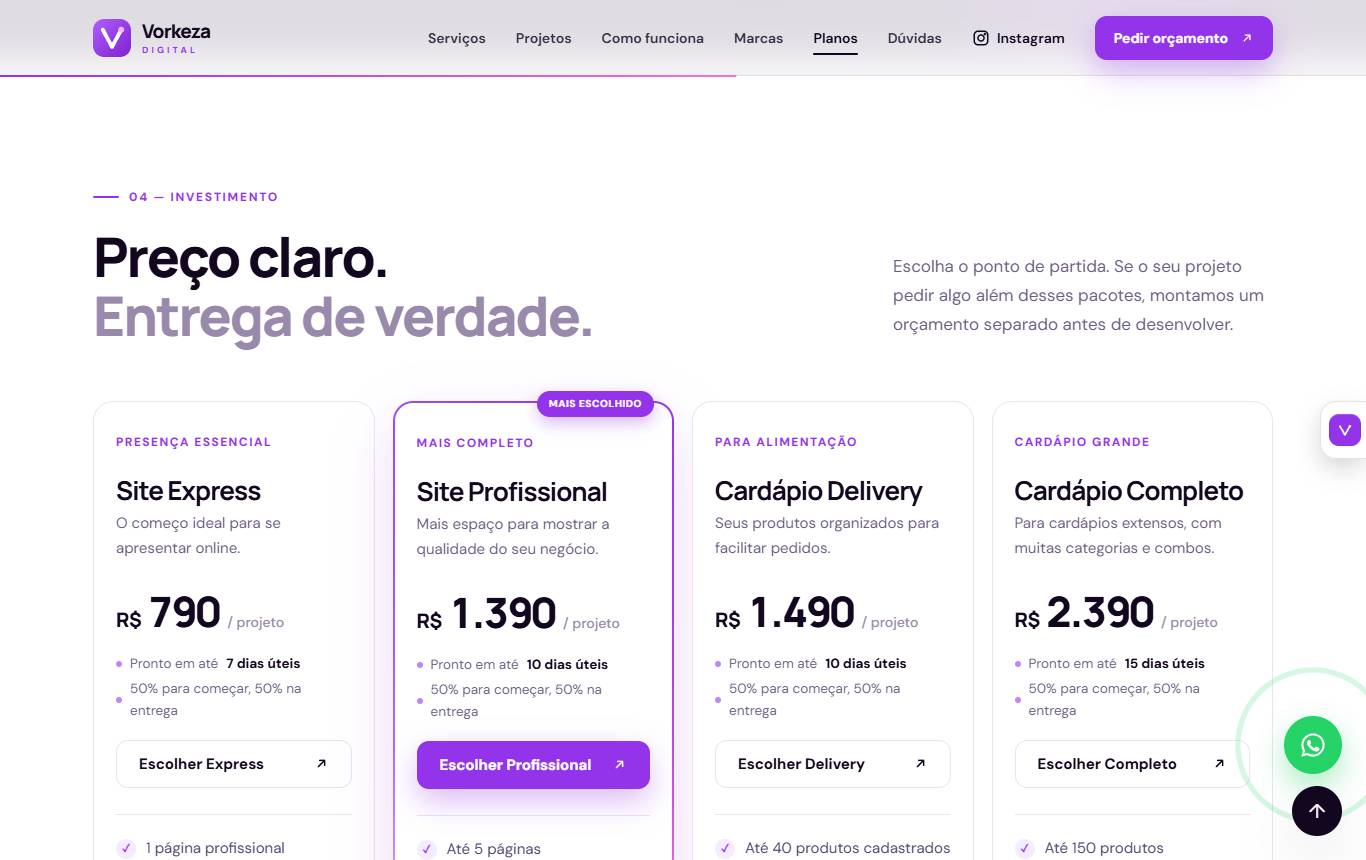 Vorkeza
DIGITAL
Serviços
Projetos
Como funciona
Marcas
Planos
Dúvidas
Instagram
Pedir orçamento
04 — INVESTIMENTO
Preço claro.
Entrega de verdade.
Escolha o ponto de partida. Se o seu projeto
pedir algo além desses pacotes, montamos um
orçamento separado antes de desenvolver.
PRESENÇA ESSENCIAL
Site Express
O começo ideal para se
apresentar online.
R$ 790 / projeto
Pronto em até 7 dias úteis
50% para começar, 50% na
entrega
Escolher Express
1 página profissional
MAIS ESCOLHIDO
MAIS COMPLETO
Site Profissional
Mais espaço para mostrar a
qualidade do seu negócio.
R$ 1.390 / projeto
Pronto em até 10 dias úteis
50% para começar, 50% na
entrega
Escolher Profissional
Até 5 páginas
PARA ALIMENTAÇÃO
Cardápio Delivery
Seus produtos organizados para
facilitar pedidos.
R$ 1.490 / projeto
Pronto em até 10 dias úteis
50% para começar, 50% na
entrega
Escolher Delivery
Até 40 produtos cadastrados
CARDÁPIO GRANDE
Cardápio Completo
Para cardápios extensos, com
muitas categorias e combos.
R$ 2.390 / projeto
Pronto em até 15 dias úteis
50% para começar, 50% na
entrega
Escolher Completo
Até 150 produtos